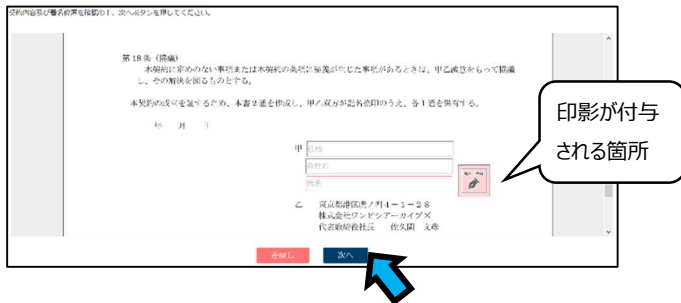 契約内容及び署名位置を確認の上、次へボタンを押してください。
第18条（協議）
本契約に定めのない事項または本契約の条項に疑義が生じた事項があるときは、甲乙誠意をもって協議
し、その解決を図るものとする。
本契約の成立を証するため、本書2通を作成し、甲乙双方が記名捺印のうえ、各1通を保有する。
年　月　日
甲 住所
会社名
氏名
印影が付与
される箇所
乙　東京都港区虎ノ門4－1－28
株式会社ワンビシアーカイブズ
代表取締役社長　佐久間　文彦
差戻し
次へ